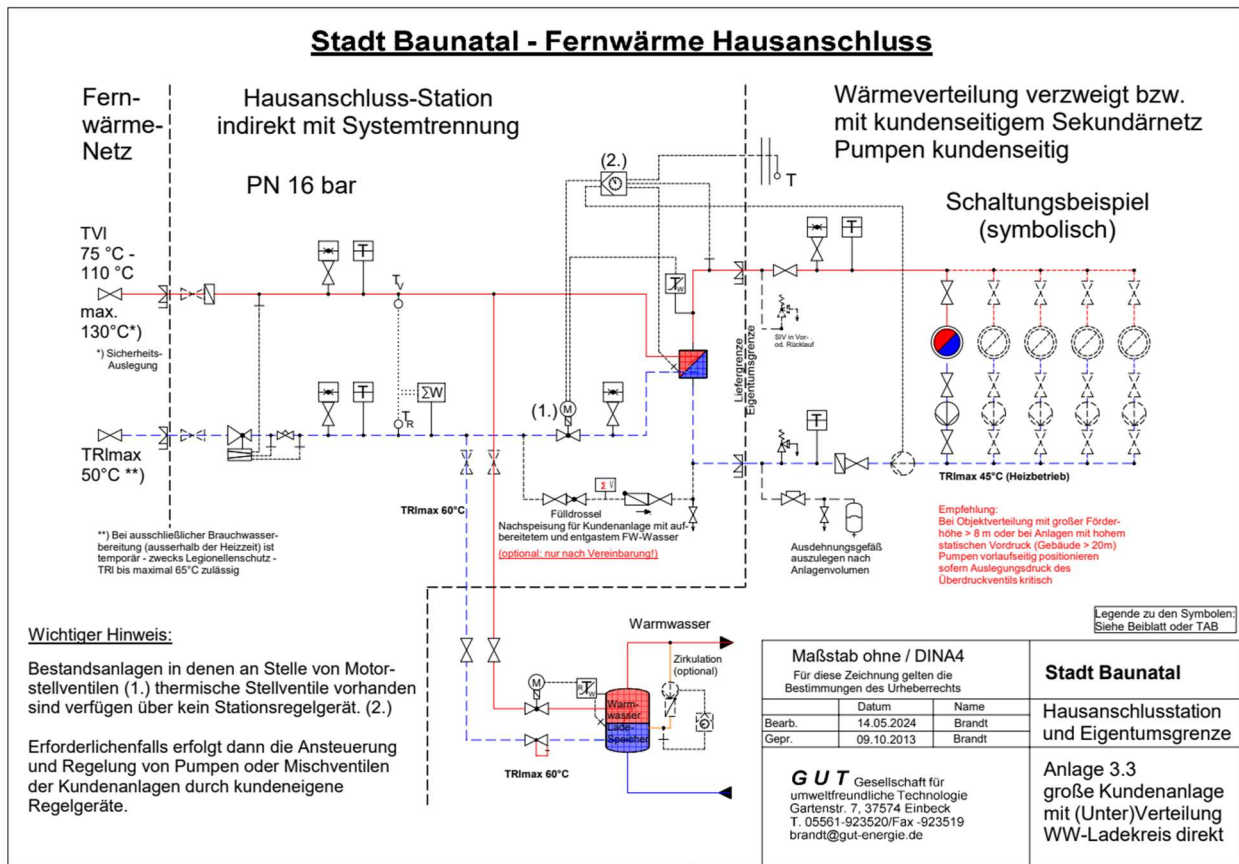 Stadt Baunatal - Fernwärme Hausanschluss
Fern-
wärme-
Netz
Hausanschluss-Station
indirekt mit Systemtrennung
PN 16 bar
Wärmeverteilung verzweigt bzw.
mit kundenseitigem Sekundärnetz
Pumpen kundenseitig
Schaltungsbeispiel
(symbolisch)
(2.)
T
TVI
75 °C -
110 °C
max.
130°C*)
*) Sicherheits-
Auslegung
T
T
TV
T
W
SIV in Vor- .
od. Rücklauf
Liefergrenze
Eigentumsgrenze
TRImax
50°C **)
T
TR
ΣW
(1.)
M
T
TRImax 45°C (Heizbetrieb)
TRImax 60°C
Σ V
Fülldrossel
Nachspeisung für Kundenanlage mit auf-
bereitetem und entgastem FW-Wasser
(optional: nur nach Vereinbarung!)
**) Bei ausschließlicher Brauchwasser-
bereitung (ausserhalb der Heizzeit) ist
temporär - zwecks Legionellenschutz -
TRI bis maximal 65°C zulässig
Ausdehnungsgefäß
auszulegen nach
Anlagenvolumen
Empfehlung:
Bei Objektverteilung mit großer Förder-
höhe > 8 m oder bei Anlagen mit hohem
statischen Vordruck (Gebäude > 20m)
Pumpen vorlaufseitig positionieren
sofern Auslegungsdruck des
Überdruckventils kritisch
Legende zu den Symbolen:
Siehe Beiblatt oder TAB
Wichtiger Hinweis:
Bestandsanlagen in denen an Stelle von Motor-
stellventilen (1.) thermische Stellventile vorhanden
sind verfügen über kein Stationsregelgerät. (2.)
Erforderlichenfalls erfolgt dann die Ansteuerung
und Regelung von Pumpen oder Mischventilen
der Kundenanlagen durch kundeneigene
Regelgeräte.
Warmwasser
Zirkulation
(optional)
M
R
T
W
Warm-
wasser
Lade-
Speicher
TRImax 60°C
Maßstab ohne / DINA4
Für diese Zeichnung gelten die
Bestimmungen des Urheberrechts
Datum Name
Bearb. 14.05.2024 Brandt
Gepr. 09.10.2013 Brandt
G U T Gesellschaft für
umweltfreundliche Technologie
Gartenstr. 7, 37574 Einbeck
T. 05561-923520/Fax -923519
brandt@gut-energie.de
Stadt Baunatal
Hausanschlusstation
und Eigentumsgrenze
Anlage 3.3
große Kundenanlage
mit (Unter)Verteilung
WW-Ladekreis direkt